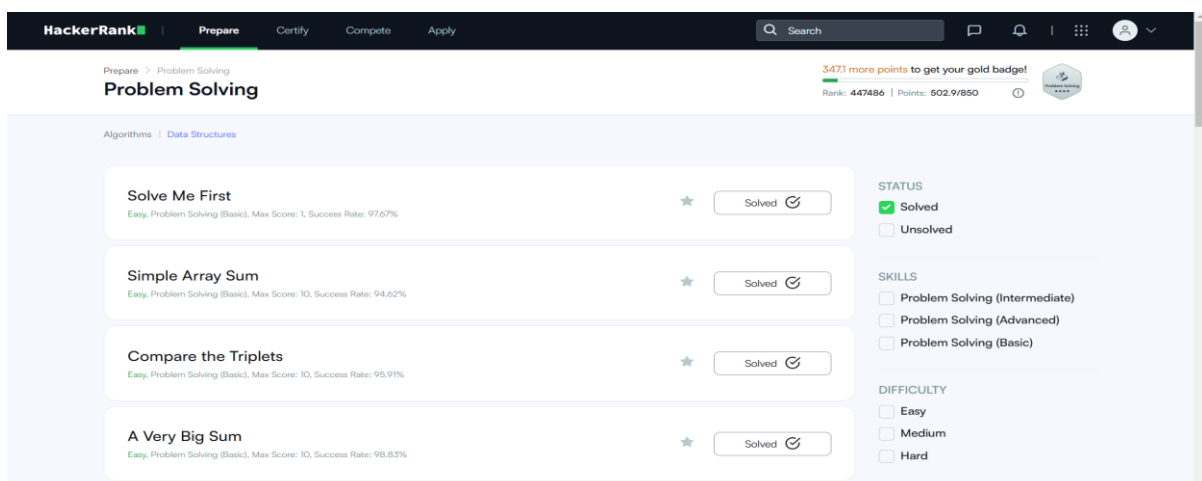 HackerRank
Prepare
Certify
Compete
Apply
Search
Prepare > Problem Solving
Problem Solving
347.1 more points to get your gold badge!
Rank: 447486 | Points: 502.9/850
Problem Solving
Algorithms | Data Structures
Solve Me First
Easy, Problem Solving (Basic), Max Score: 1, Success Rate: 97.67%
Solved
Simple Array Sum
Easy, Problem Solving (Basic), Max Score: 10, Success Rate: 94.62%
Solved
Compare the Triplets
Easy, Problem Solving (Basic), Max Score: 10, Success Rate: 95.91%
Solved
A Very Big Sum
Easy, Problem Solving (Basic), Max Score: 10, Success Rate: 98.83%
Solved
STATUS
Solved
Unsolved
SKILLS
Problem Solving (Intermediate)
Problem Solving (Advanced)
Problem Solving (Basic)
DIFFICULTY
Easy
Medium
Hard